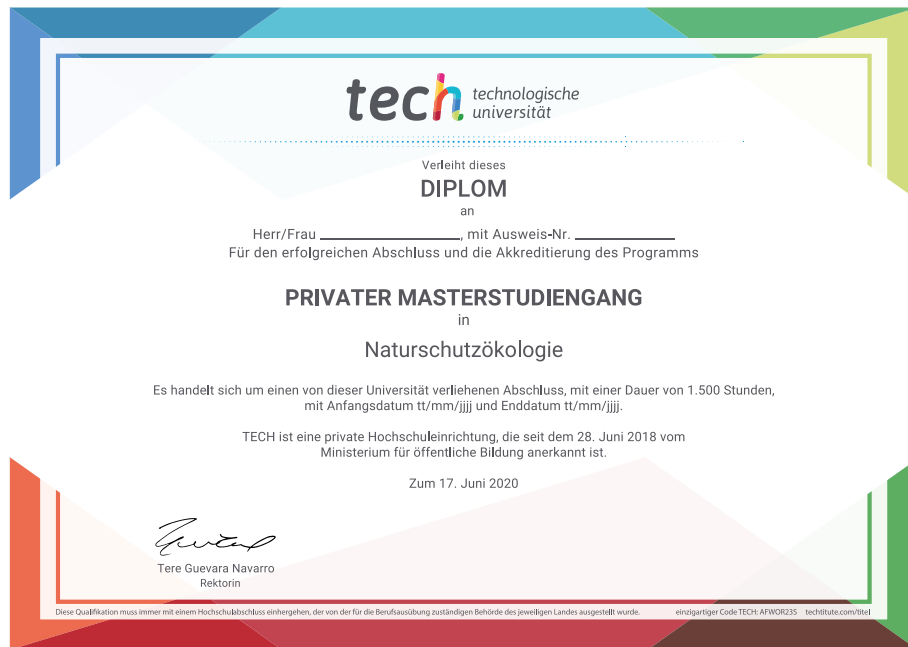 tech technologische
universität
Verleiht dieses
DIPLOM
an
Herr/Frau ____________________, mit Ausweis-Nr. ______________
Für den erfolgreichen Abschluss und die Akkreditierung des Programms
PRIVATER MASTERSTUDIENGANG
in
Naturschutzökologie
Es handelt sich um einen von dieser Universität verliehenen Abschluss, mit einer Dauer von 1.500 Stunden,
mit Anfangsdatum tt/mm/jjjj und Enddatum tt/mm/jjjj.
TECH ist eine private Hochschuleinrichtung, die seit dem 28. Juni 2018 vom
Ministerium für öffentliche Bildung anerkannt ist.
Zum 17. Juni 2020
Tere Guevara Navarro
Rektorin
Diese Qualifikation muss immer mit einem Hochschulabschluss einhergehen, der von der für die Berufsausübung zuständigen Behörde des jeweiligen Landes ausgestellt wurde. einzigartiger Code TECH: AFWOR23S techtitute.com/titel